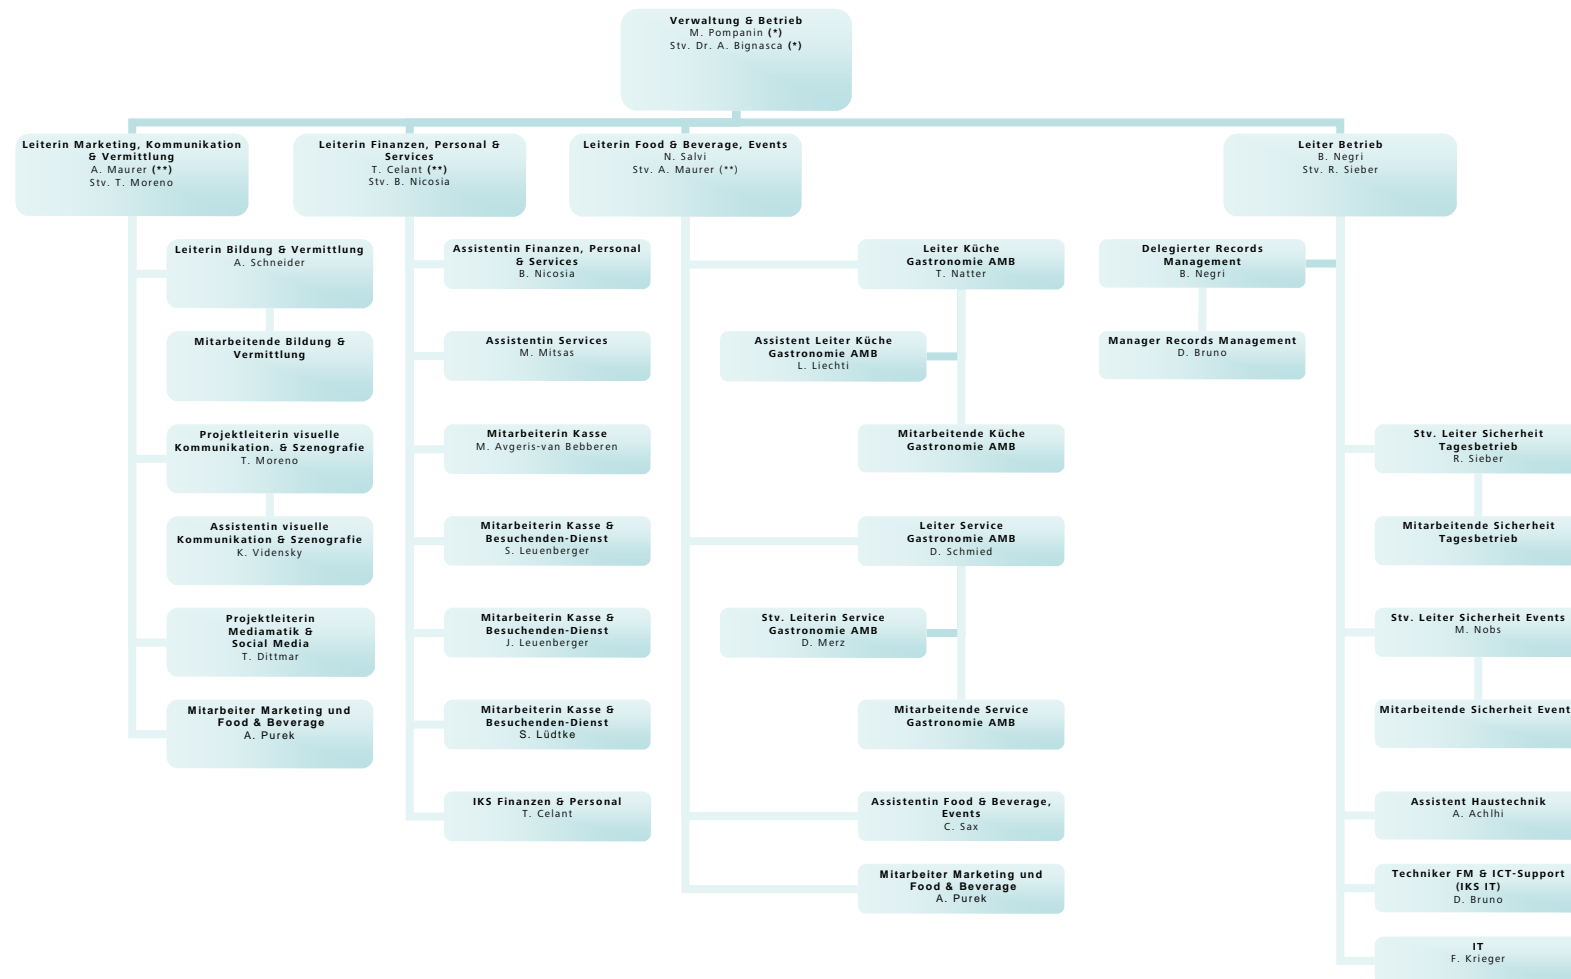 Verwaltung & Betrieb
M. Pompanin (*)
Stv. Dr. A. Bignasca (*)
Leiterin Marketing, Kommunikation
& Vermittlung
A. Maurer (**)
Stv. T. Moreno
Leiterin Finanzen, Personal &
Services
T. Celant (**)
Stv. B. Nicosia
Leiterin Food & Beverage, Events
N. Salvi
Stv. A. Maurer (**)
Leiter Betrieb
B. Negri
Stv. R. Sieber
Leiterin Bildung & Vermittlung
A. Schneider
Mitarbeitende Bildung &
Vermittlung
Projektleiterin visuelle
Kommunikation. & Szenografie
T. Moreno
Assistentin visuelle
Kommunikation & Szenografie
K. Vidensky
Projektleiterin
Mediamatik &
Social Media
T. Dittmar
Mitarbeiter Marketing und
Food & Beverage
A. Purek
Assistentin Finanzen, Personal
& Services
B. Nicosia
Assistentin Services
M. Mitsas
Mitarbeiterin Kasse
M. Avgeris-van Bebberen
Mitarbeiterin Kasse &
Besuchenden-Dienst
S. Leuenberger
Mitarbeiterin Kasse &
Besuchenden-Dienst
J. Leuenberger
Mitarbeiterin Kasse &
Besuchenden-Dienst
S. Lüdtke
IKS Finanzen & Personal
T. Celant
Leiter Küche
Gastronomie AMB
T. Natter
Assistent Leiter Küche
Gastronomie AMB
L. Liechti
Mitarbeitende Küche
Gastronomie AMB
Leiter Service
Gastronomie AMB
D. Schmied
Stv. Leiterin Service
Gastronomie AMB
D. Merz
Mitarbeitende Service
Gastronomie AMB
Assistentin Food & Beverage,
Events
C. Sax
Mitarbeiter Marketing und
Food & Beverage
A. Purek
Delegierter Records
Management
B. Negri
Manager Records Management
D. Bruno
Stv. Leiter Sicherheit
Tagesbetrieb
R. Sieber
Mitarbeitende Sicherheit
Tagesbetrieb
Stv. Leiter Sicherheit Events
M. Nobs
Mitarbeitende Sicherheit Event
Assistent Haustechnik
A. Achlhi
Techniker FM & ICT-Support
(IKS IT)
D. Bruno
IT
F. Krieger